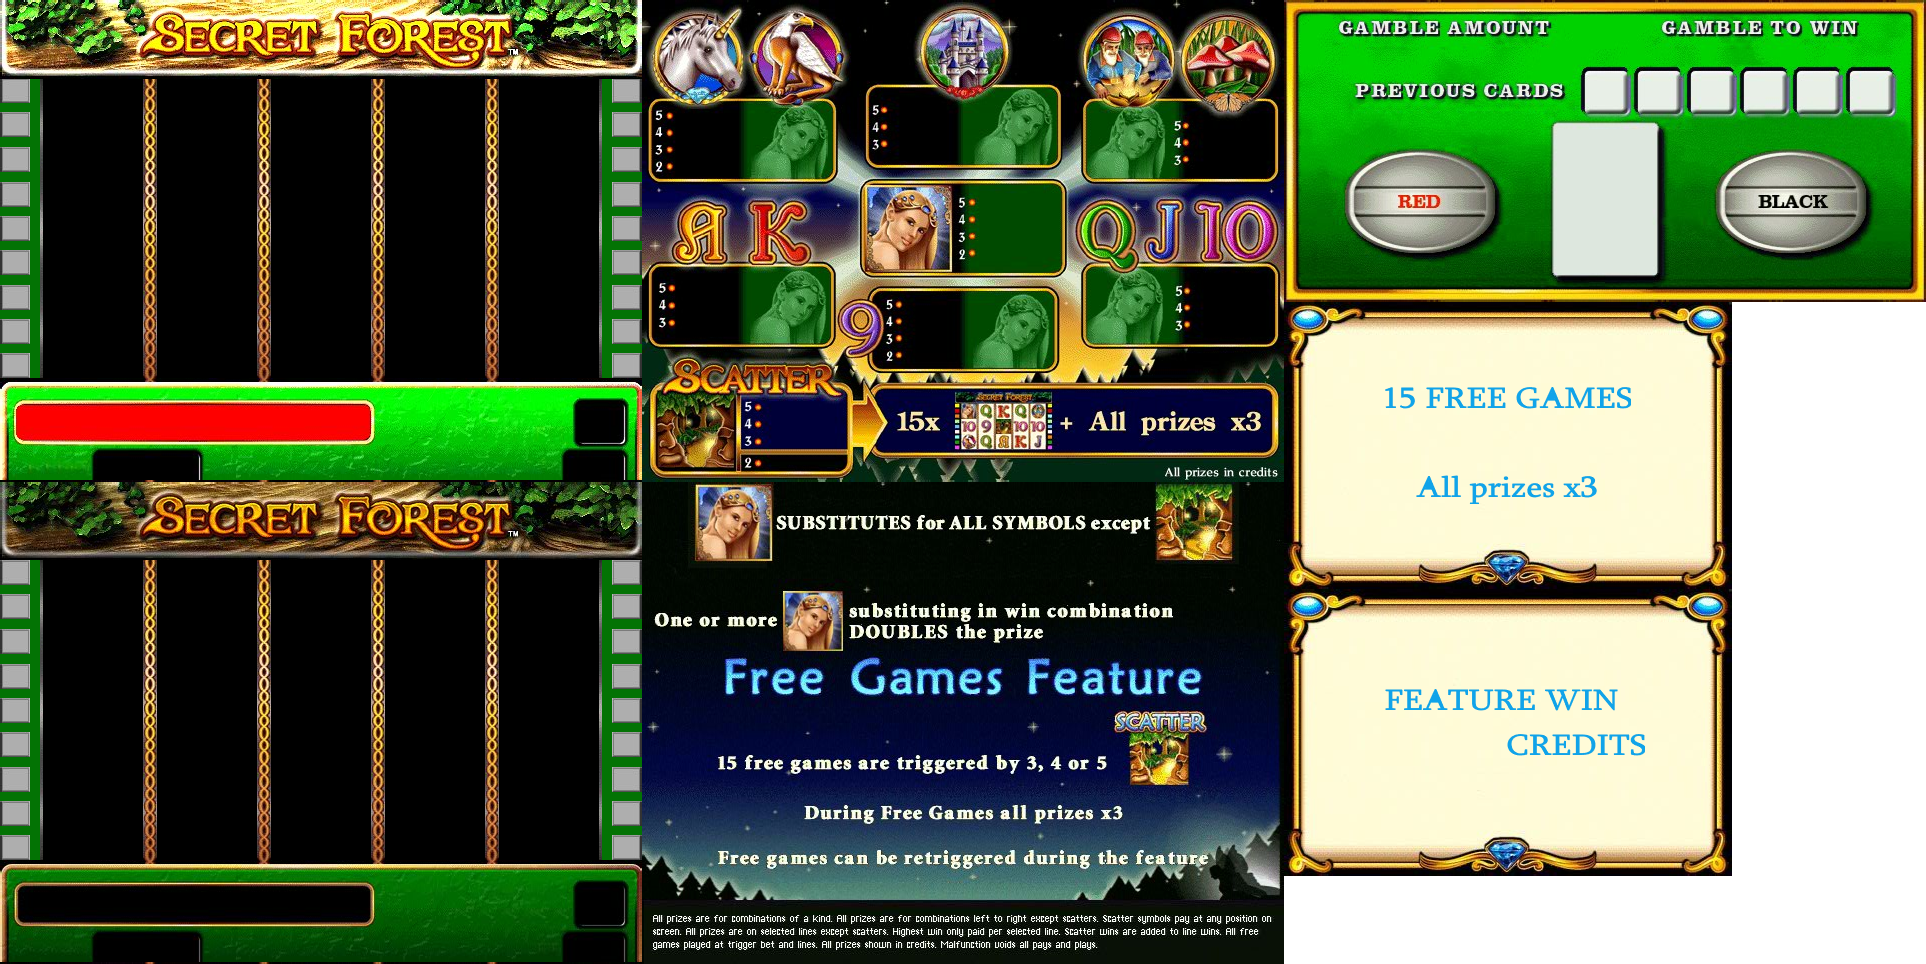 SECRET FOREST™
5
4
3
2
5
4
3
5
4
3
A K
5
4
3
2
Q J 10
5
4
3
9
5
4
3
2
5
4
3
SCATTER
5
4
3
2
15x
SECRET FOREST
+ All prizes x3
All prizes in credits
GAMBLE AMOUNT
GAMBLE TO WIN
PREVIOUS CARDS
RED
BLACK
15 FREE GAMES
All prizes x3
SECRET FOREST™
SUBSTITUTES for ALL SYMBOLS except
One or more
substituting in win combination
DOUBLES the prize
Free Games Feature
SCATTER
15 free games are triggered by 3, 4 or 5
During Free Games all prizes x3
Free games can be retriggered during the feature
All prizes are for combinations of a kind. All prizes are for combinations left to right except scatters. Scatter symbols pay at any position on
screen. All prizes are on selected lines except scatters. Highest win only paid per selected line. Scatter wins are added to line wins. All free
games played at trigger bet and lines. All prizes shown in credits. Malfunction voids all pays and plays.
FEATURE WIN
CREDITS